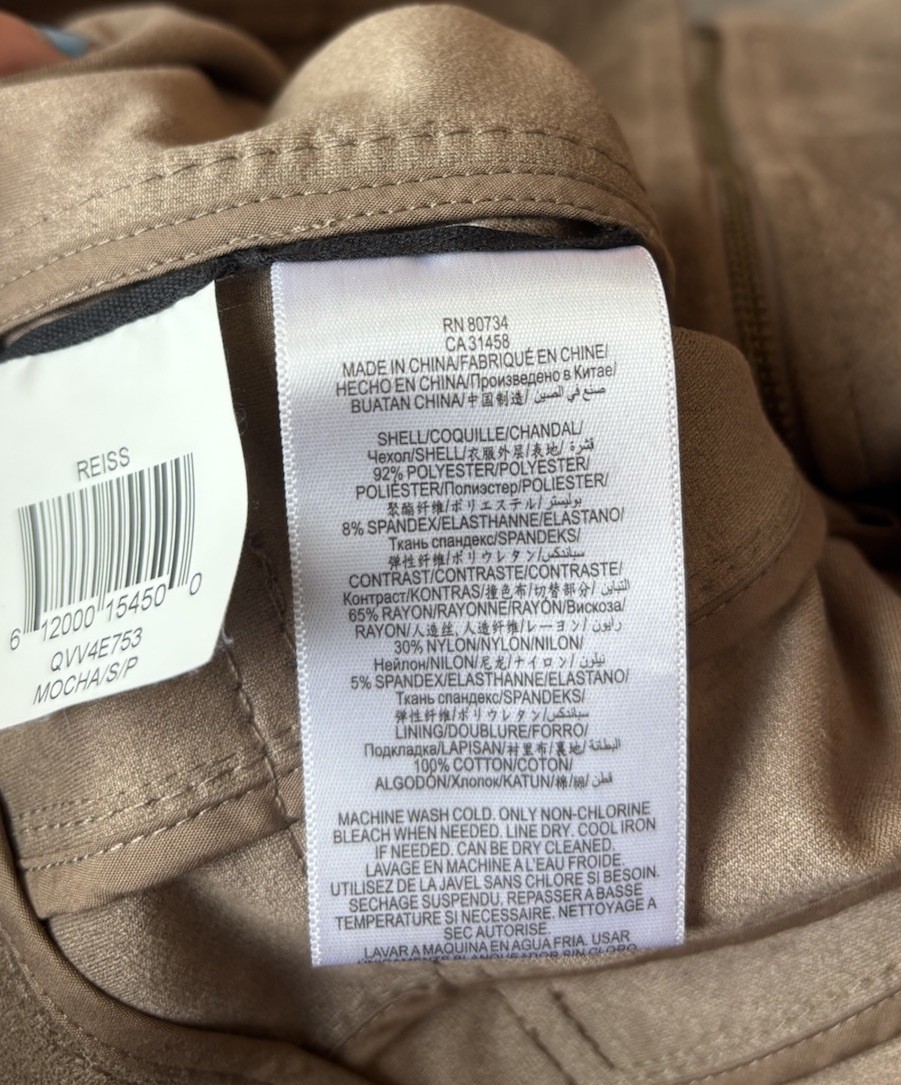 REISS
6 12000 15450 0
QVV4E753
MOCHA/S/P
RN 80734
CA 31458
MADE IN CHINA/FABRIQUÉ EN CHINE/
HECHO EN CHINA/Произведено в Китае/
BUATAN CHINA/中国制造/ صنع في الصين
SHELL/COQUILLE/CHANDAL/
Чехол/SHELL/衣服外层/表地/ قشرة
92% POLYESTER/POLYESTER/
POLIÉSTER/Полиэстер/POLIESTER/
聚酯纤维/ポリエステル/ بوليستر
8% SPANDEX/ELASTHANNE/ELASTANO/
Ткань спандекс/SPANDEKS/
弹性纤维/ポリウレタン/ سباندكس
CONTRAST/CONTRASTE/CONTRASTE/
Контраст/KONTRAS/撞色布/切替部分/ التباين
65% RAYON/RAYONNE/RAYÓN/Вискоза/
RAYON/人造丝, 人造纤维/レーヨン/ رايون
30% NYLON/NYLON/NILON/
Нейлон/NILON/尼龙/ナイロン/ نيلون
5% SPANDEX/ELASTHANNE/ELASTANO/
Ткань спандекс/SPANDEKS/
弹性纤维/ポリウレタン/ سباندكس
LINING/DOUBLURE/FORRO/
Подкладка/LAPISAN/衬里布/裏地/ البطانة
100% COTTON/COTON/
ALGODÓN/Хлопок/KATUN/棉/綿/ قطن
MACHINE WASH COLD. ONLY NON-CHLORINE
BLEACH WHEN NEEDED. LINE DRY. COOL IRON
IF NEEDED. CAN BE DRY CLEANED.
LAVAGE EN MACHINE A L'EAU FROIDE.
UTILISEZ DE LA JAVEL SANS CHLORE SI BESOIN.
SECHAGE SUSPENDU. REPASSER A BASSE
TEMPERATURE SI NECESSAIRE. NETTOYAGE A
SEC AUTORISE.
LAVAR A MAQUINA EN AGUA FRIA. USAR
UNICAMENTE BLANQUEADOR SIN CLORO